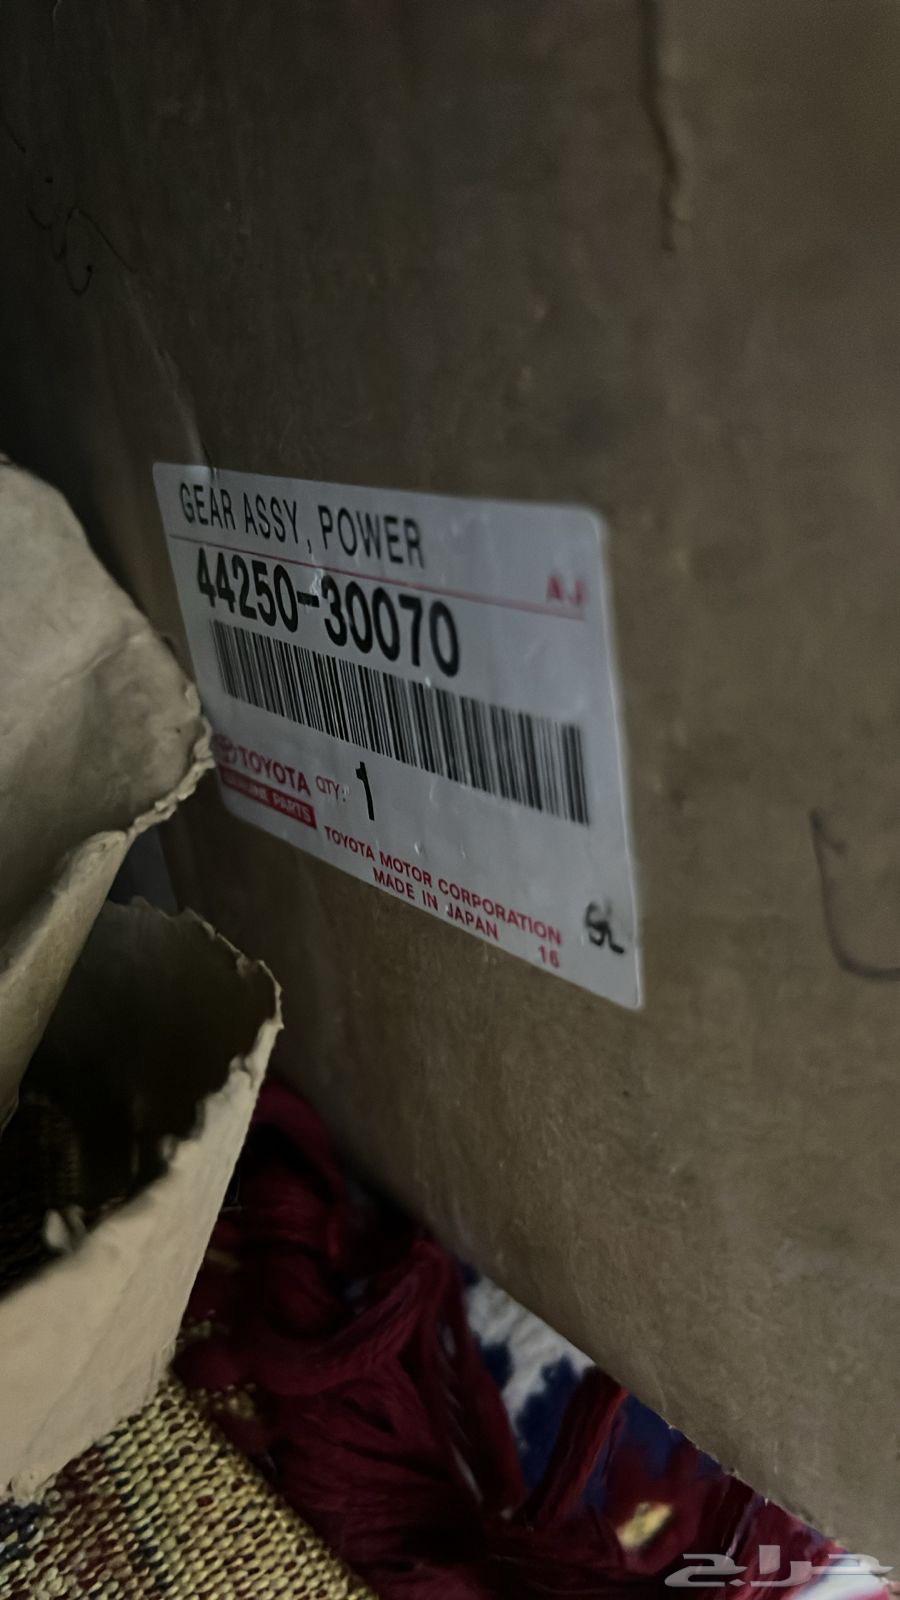 GEAR ASSY, POWER
44250-30070
TOYOTA QTY: 1
GENUINE PARTS
TOYOTA MOTOR CORPORATION
MADE IN JAPAN 16
حراج